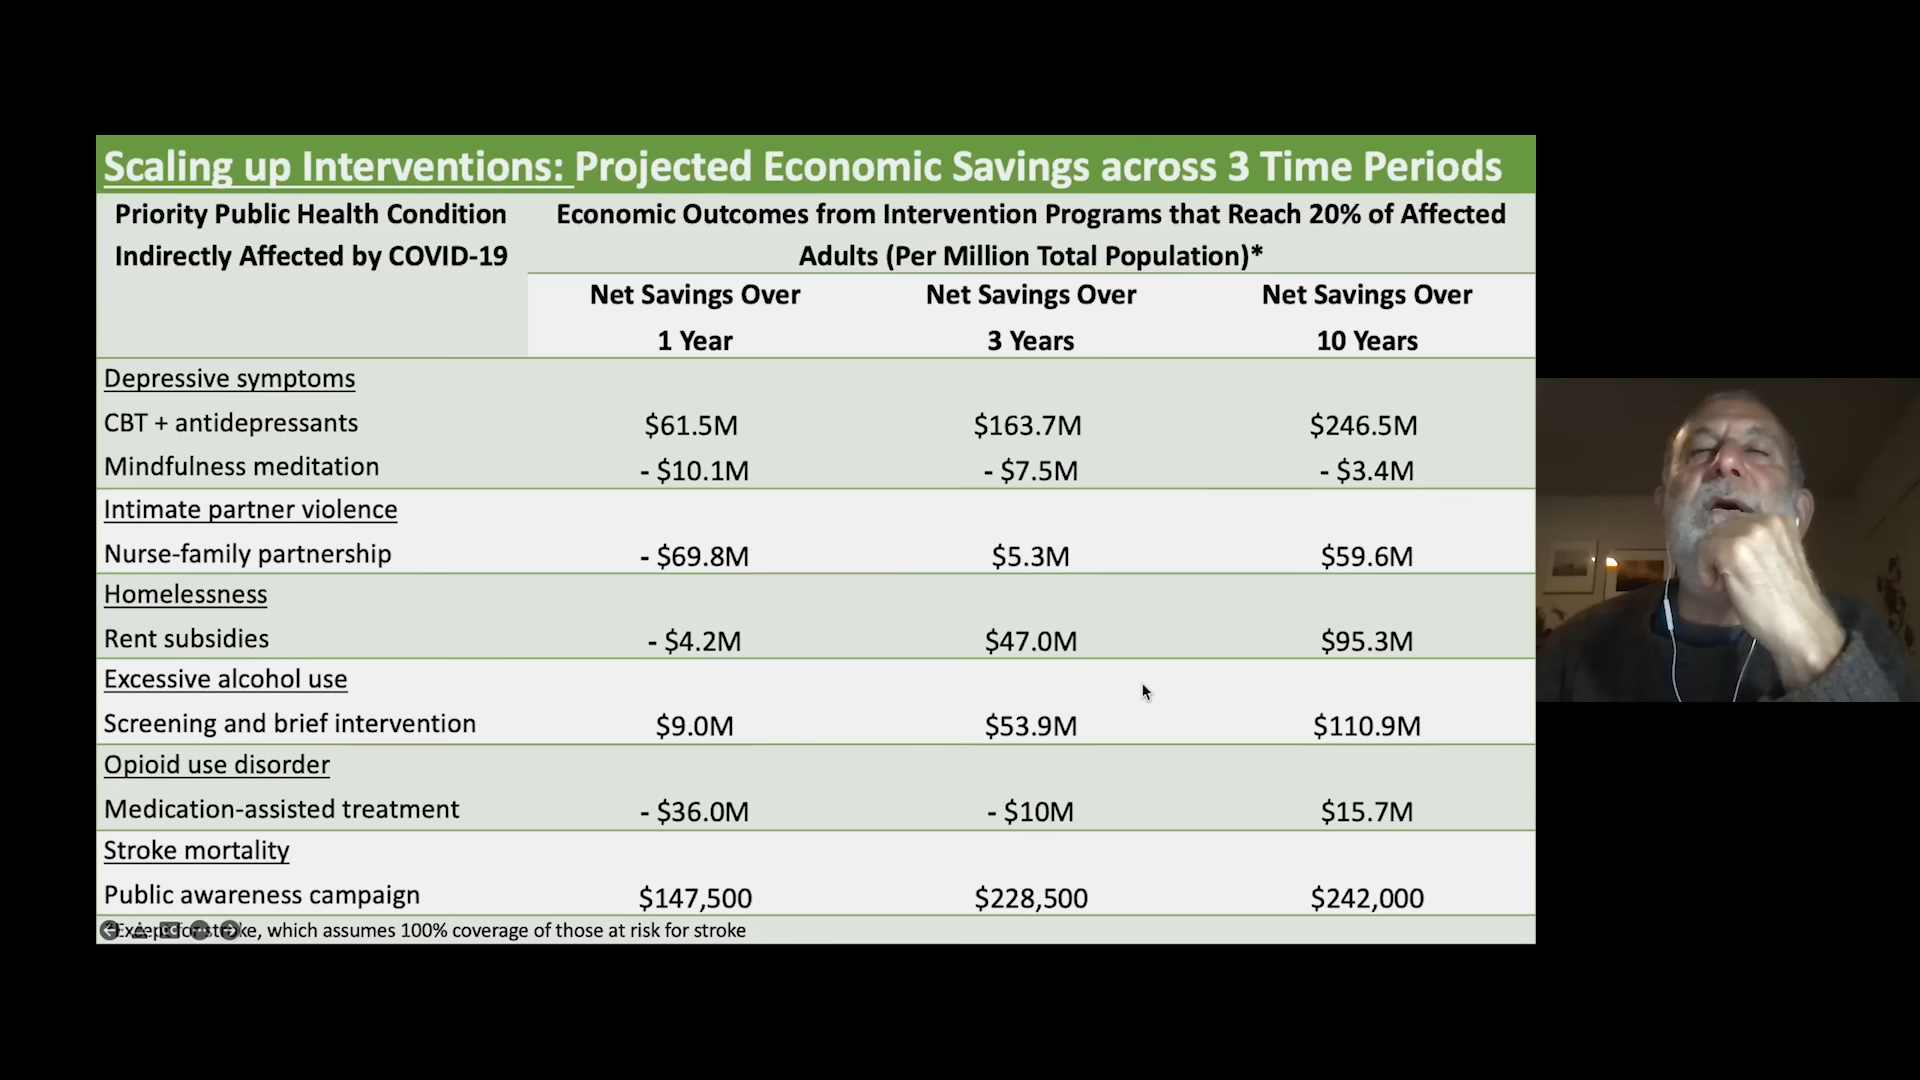 Scaling up Interventions: Projected Economic Savings across 3 Time Periods
Priority Public Health Condition
Indirectly Affected by COVID-19
Economic Outcomes from Intervention Programs that Reach 20% of Affected
Adults (Per Million Total Population)*
Net Savings Over
1 Year
Net Savings Over
3 Years
Net Savings Over
10 Years
Depressive symptoms
CBT + antidepressants $61.5M $163.7M $246.5M
Mindfulness meditation - $10.1M - $7.5M - $3.4M
Intimate partner violence
Nurse-family partnership - $69.8M $5.3M $59.6M
Homelessness
Rent subsidies - $4.2M $47.0M $95.3M
Excessive alcohol use
Screening and brief intervention $9.0M $53.9M $110.9M
Opioid use disorder
Medication-assisted treatment - $36.0M - $10M $15.7M
Stroke mortality
Public awareness campaign $147,500 $228,500 $242,000
*Except for stroke, which assumes 100% coverage of those at risk for stroke